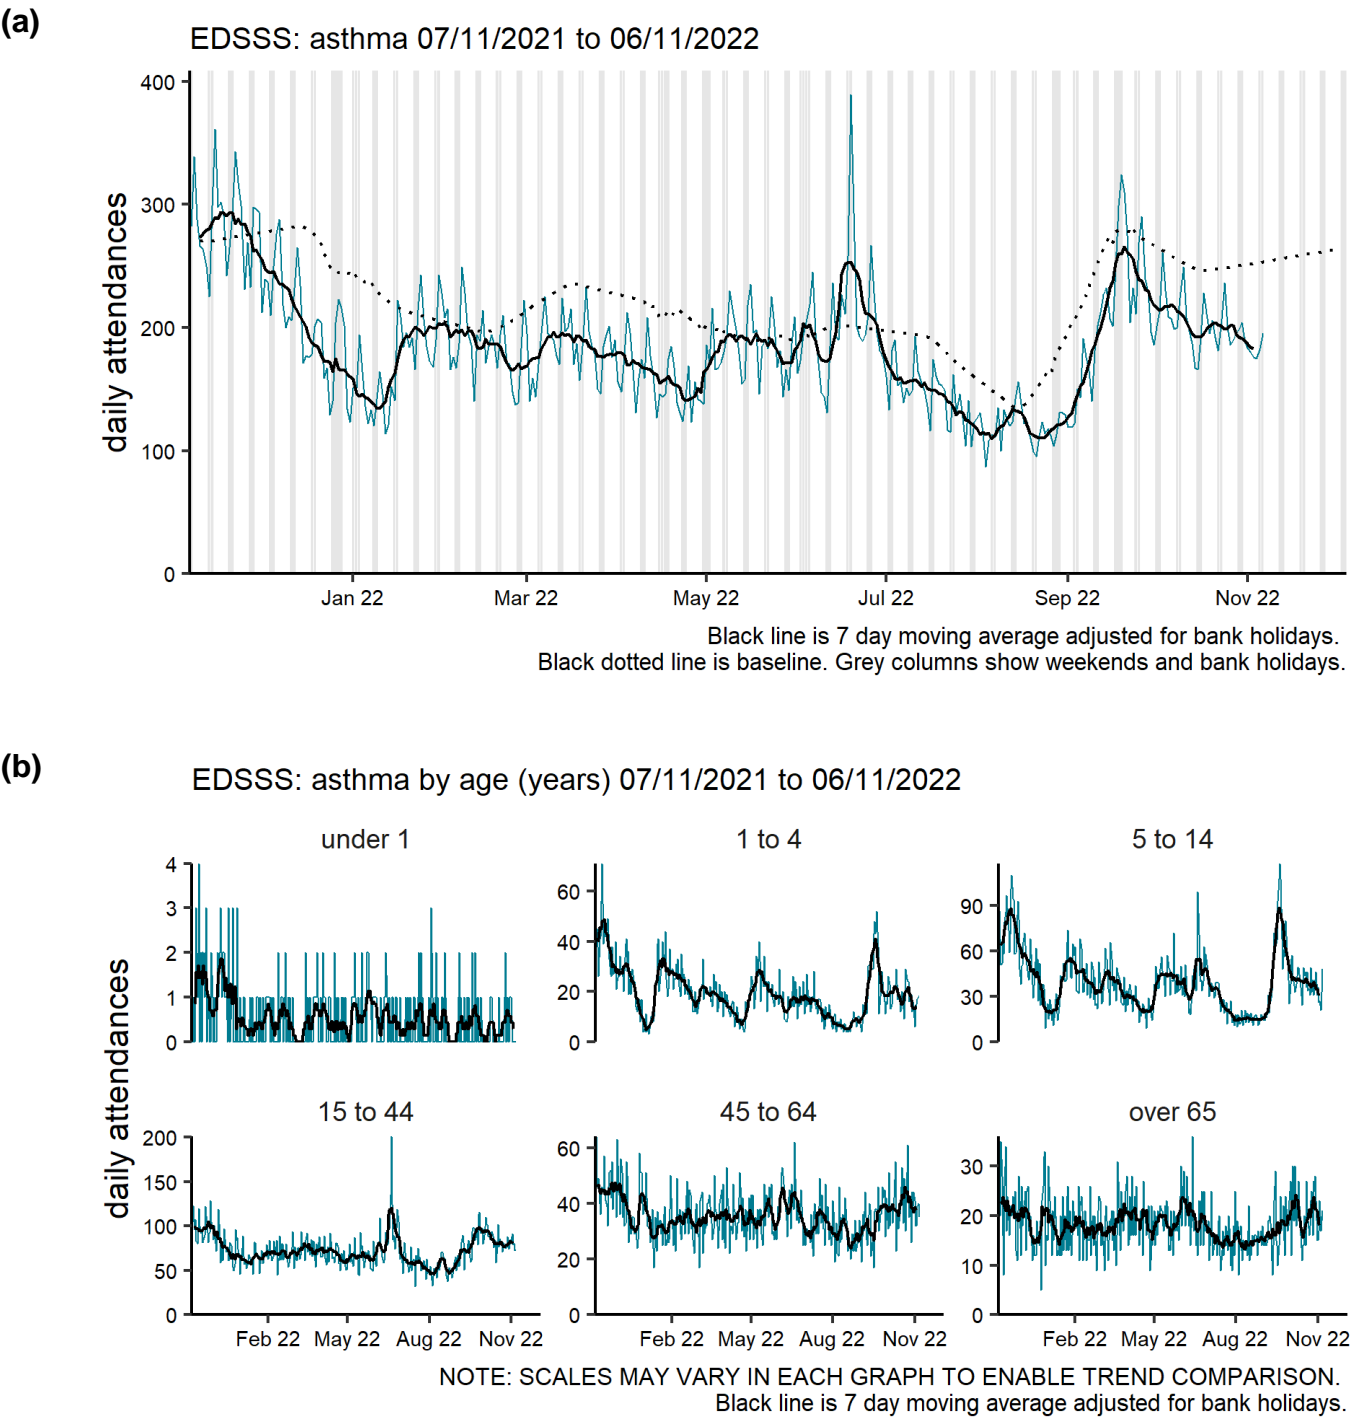 (a)
EDSSS: asthma 07/11/2021 to 06/11/2022
daily attendances
400
300
200
100
0
Jan 22 Mar 22 May 22 Jul 22 Sep 22 Nov 22
Black line is 7 day moving average adjusted for bank holidays.
Black dotted line is baseline. Grey columns show weekends and bank holidays.
(b)
EDSSS: asthma by age (years) 07/11/2021 to 06/11/2022
daily attendances
under 1
4
3
2
1
0
1 to 4
60
40
20
0
5 to 14
90
60
30
0
15 to 44
200
150
100
50
0
Feb 22 May 22 Aug 22 Nov 22
45 to 64
60
40
20
0
Feb 22 May 22 Aug 22 Nov 22
over 65
30
20
10
0
Feb 22 May 22 Aug 22 Nov 22
NOTE: SCALES MAY VARY IN EACH GRAPH TO ENABLE TREND COMPARISON.
Black line is 7 day moving average adjusted for bank holidays.